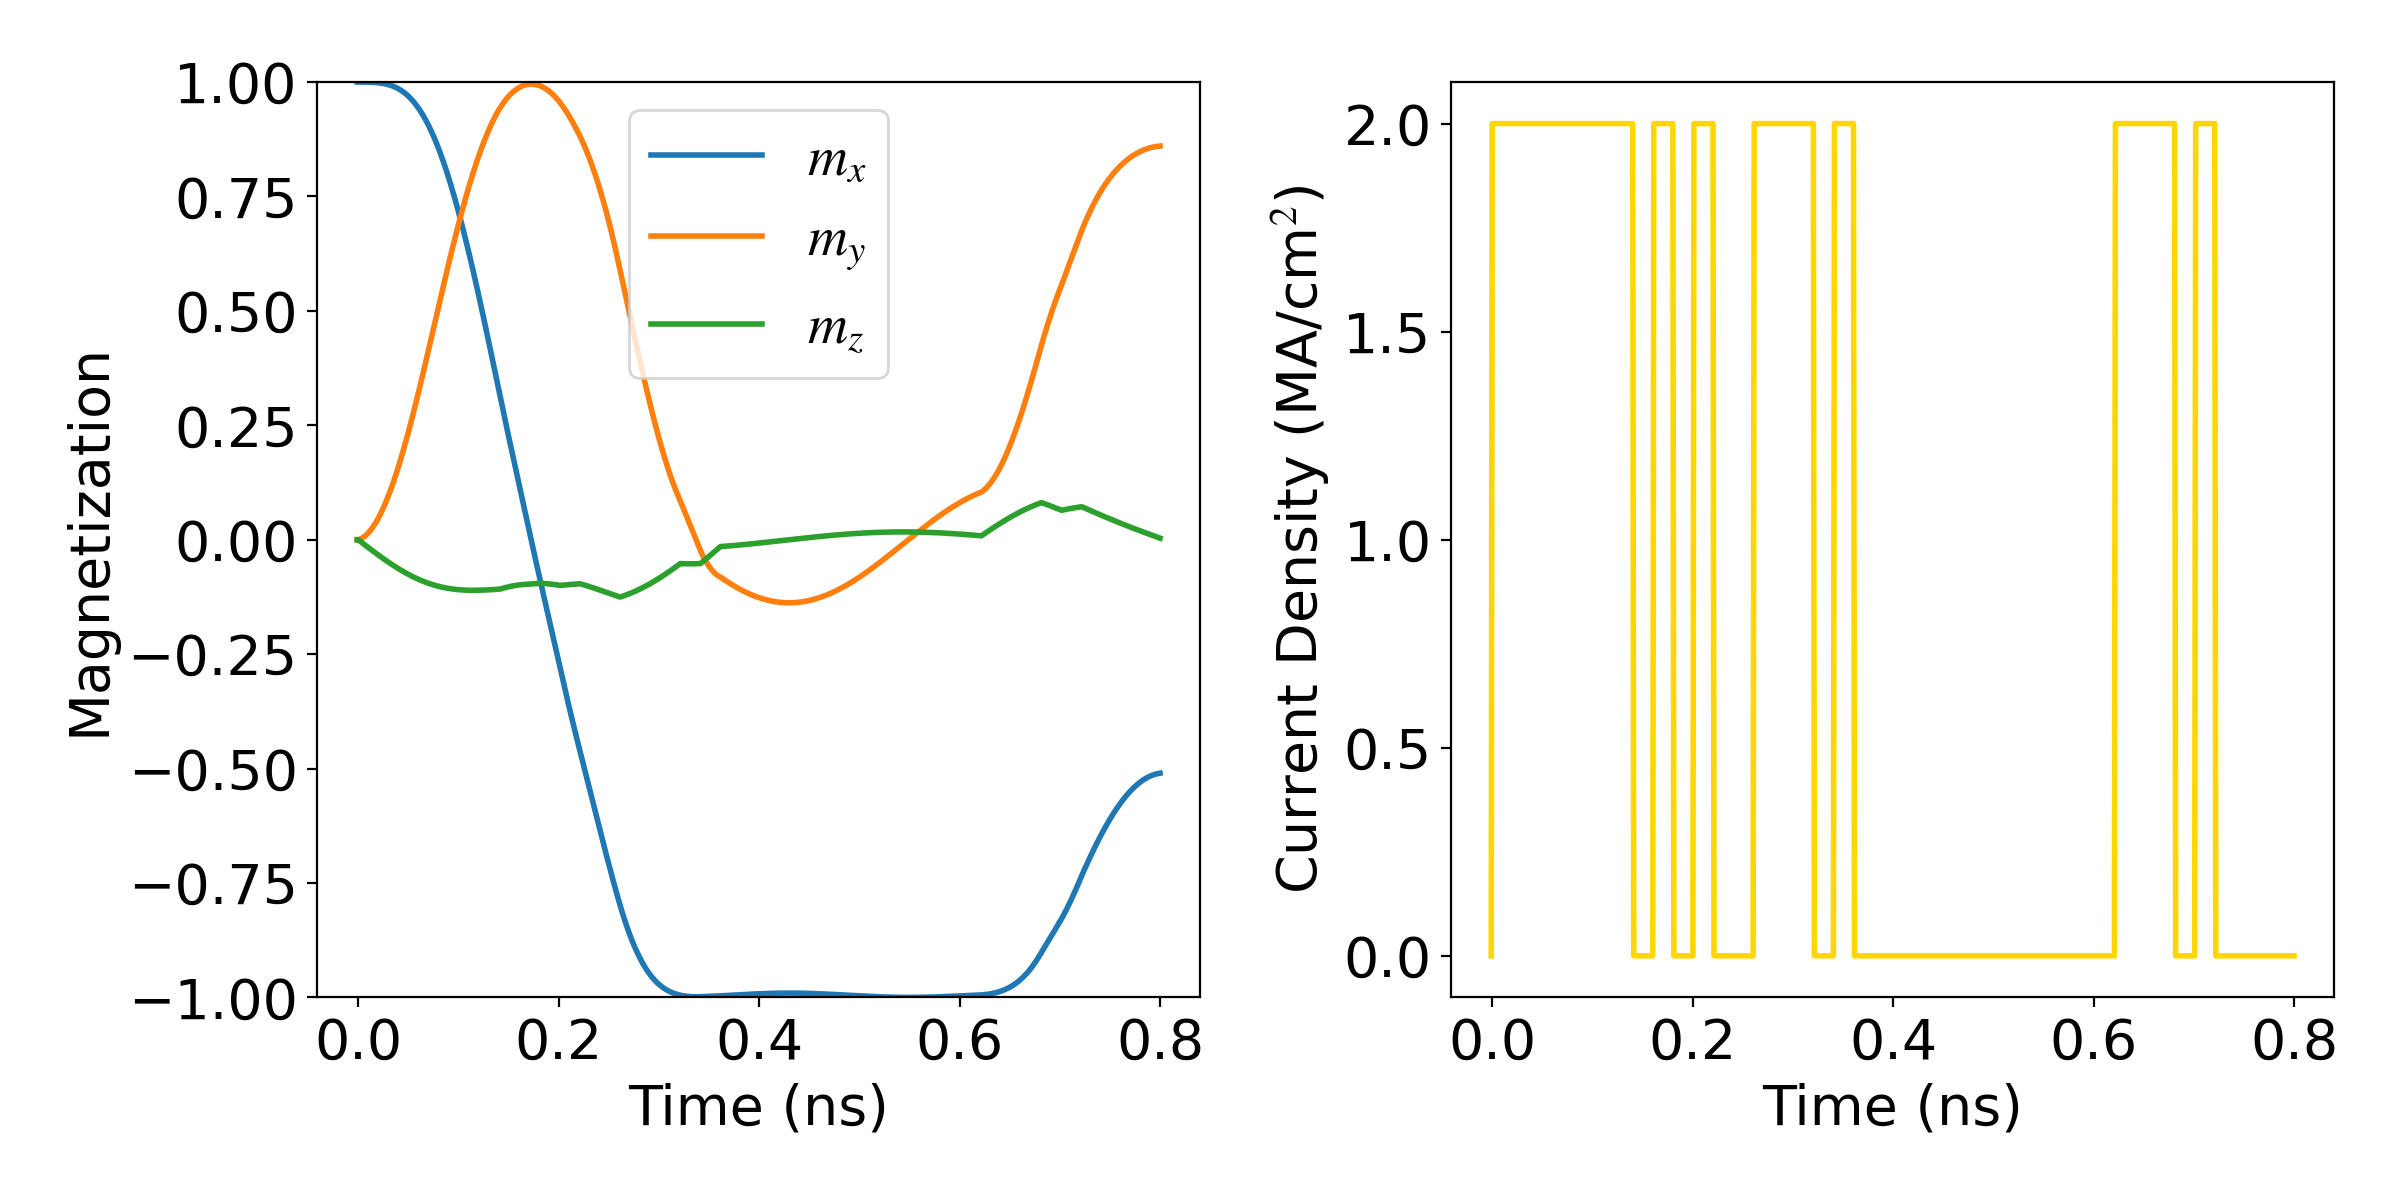 Magnetization
1.00
0.75
0.50
0.25
0.00
−0.25
−0.50
−0.75
−1.00
0.0 0.2 0.4 0.6 0.8
Time (ns)
m_x
m_y
m_z
Current Density (MA/cm²)
2.0
1.5
1.0
0.5
0.0
0.0 0.2 0.4 0.6 0.8
Time (ns)